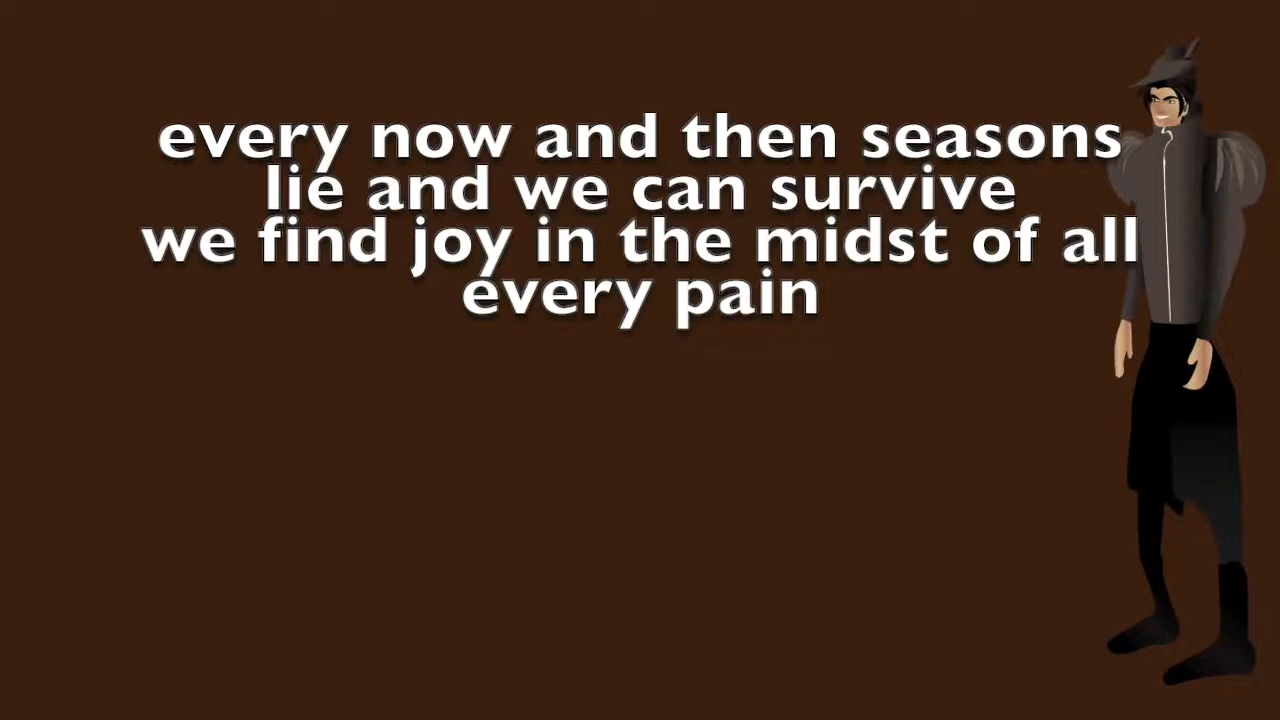 every now and then seasons
lie and we can survive
we find joy in the midst of all
every pain